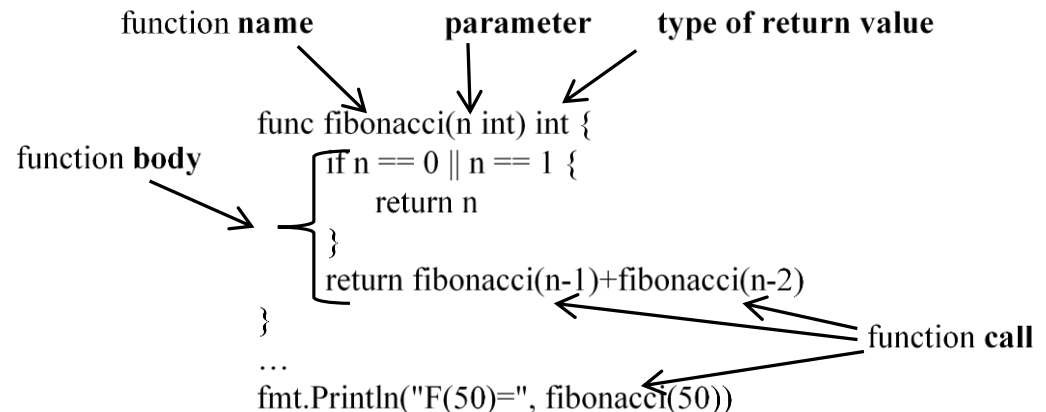 function name parameter type of return value
func fibonacci(n int) int {
function body
if n == 0 || n == 1 {
return n
}
return fibonacci(n-1)+fibonacci(n-2)
}
function call
…
fmt.Println("F(50)=", fibonacci(50))